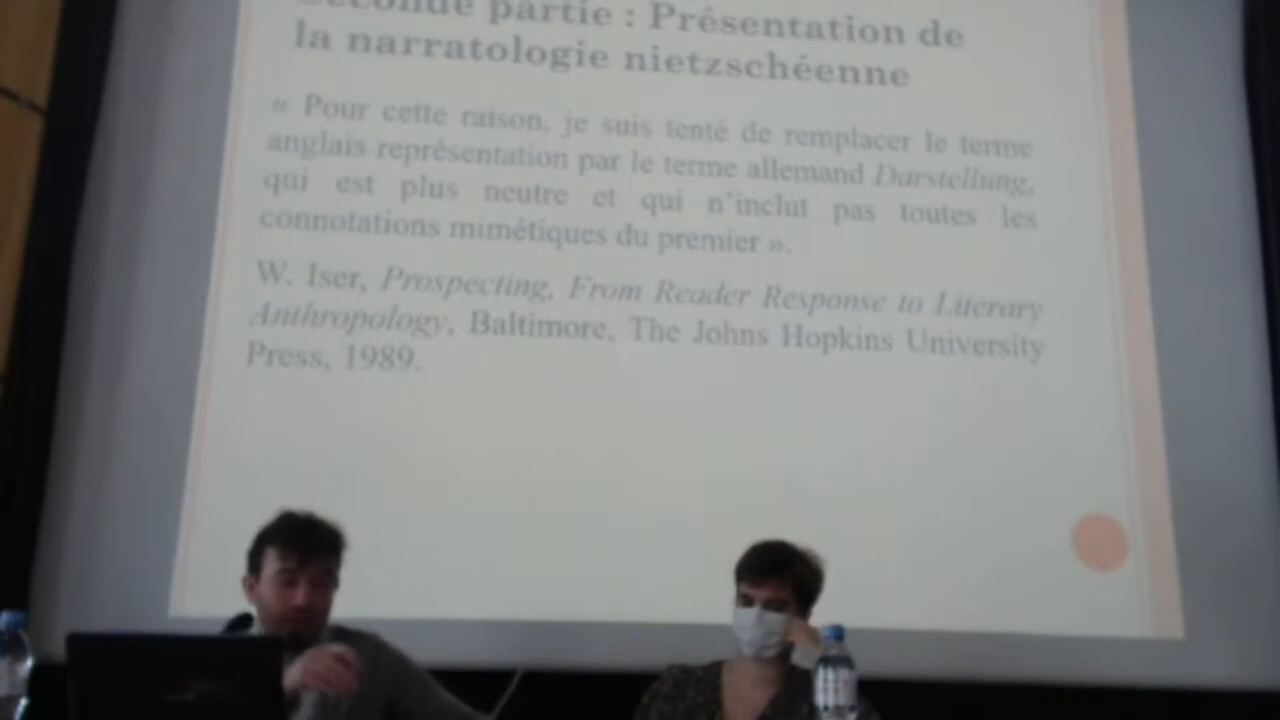 Seconde partie : Présentation de
la narratologie nietzschéenne
« Pour cette raison, je suis tenté de remplacer le terme
anglais représentation par le terme allemand Darstellung,
qui est plus neutre et qui n'inclut pas toutes les
connotations mimétiques du premier ».
W. Iser, Prospecting, From Reader Response to Literary
Anthropology, Baltimore, The Johns Hopkins University
Press, 1989.